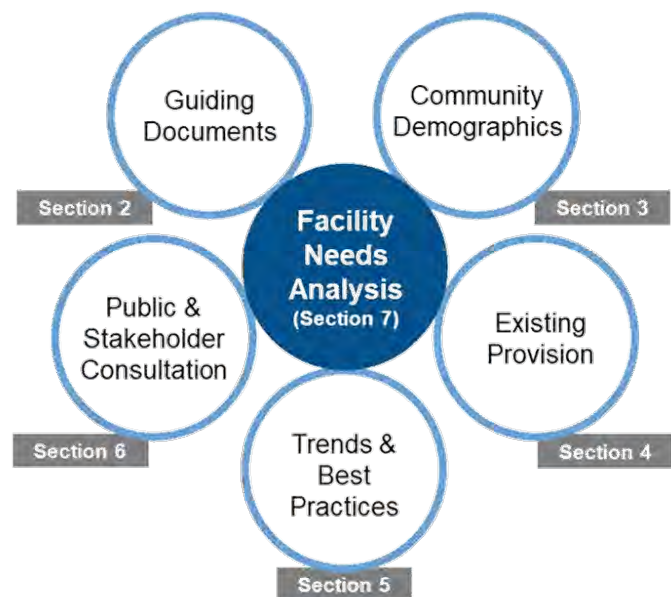 Guiding
Documents
Section 2
Community
Demographics
Section 3
Facility
Needs
Analysis
(Section 7)
Public &
Stakeholder
Consultation
Section 6
Existing
Provision
Section 4
Trends &
Best
Practices
Section 5